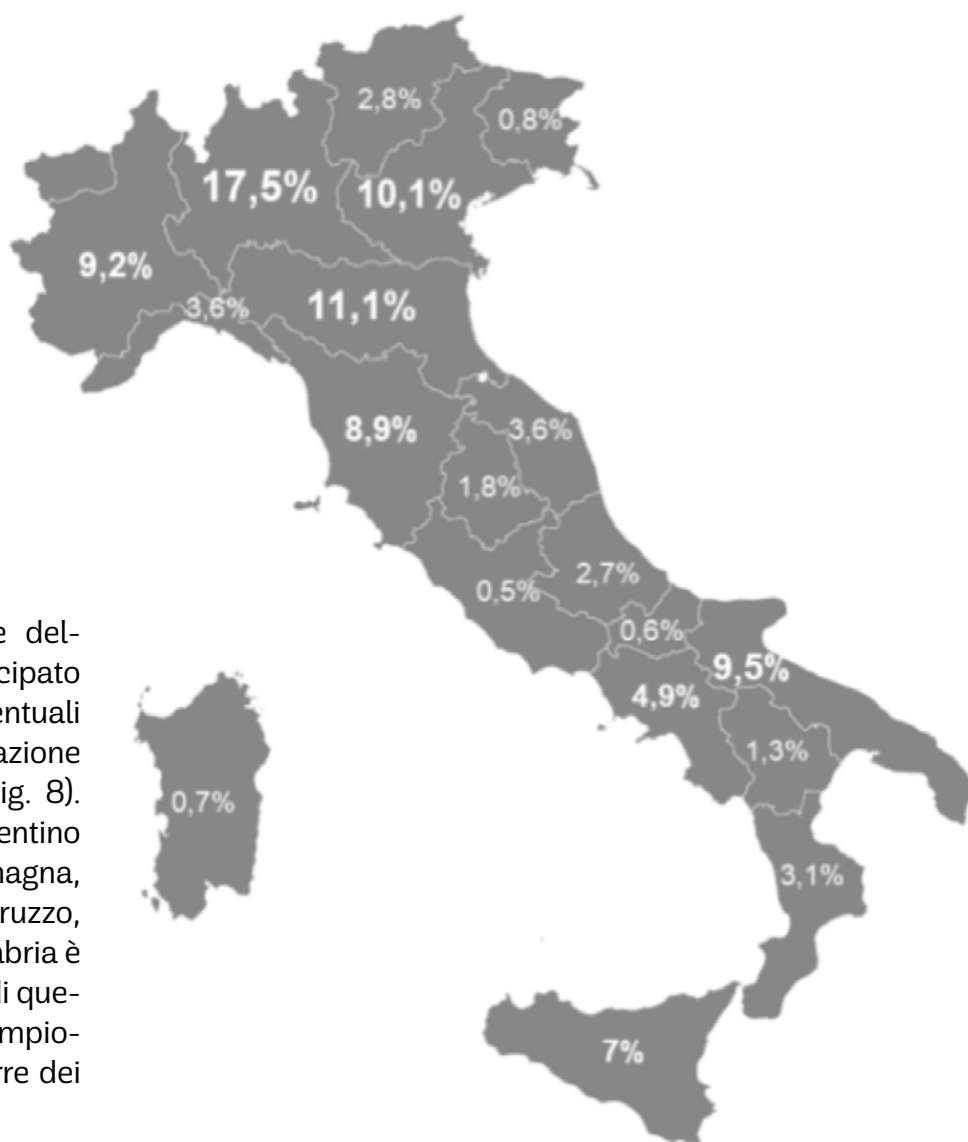 2,8%
0,8%
17,5%
10,1%
9,2%
3,6%
11,1%
8,9%
3,6%
1,8%
0,5%
2,7%
0,6%
9,5%
4,9%
1,3%
0,7%
3,1%
7%
e del-
cipato
entuali
azione
ig. 8).
entino
nagna,
ruzzo,
abria è
li que-
mpio-
rre dei